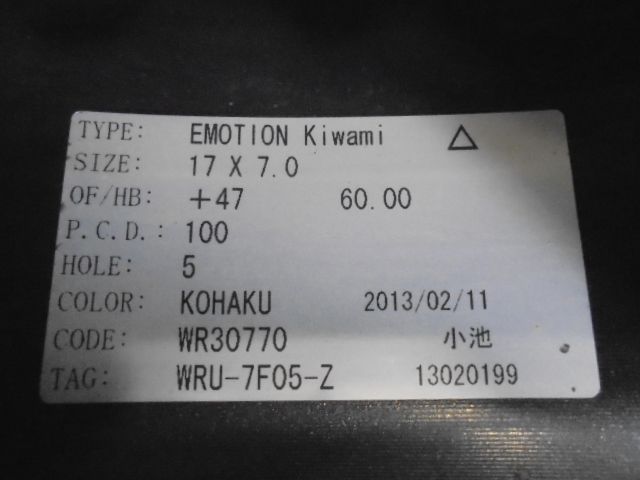 TYPE: EMOTION Kiwami △
SIZE: 17 X 7.0
OF/HB: +47 60.00
P.C.D.: 100
HOLE: 5
COLOR: KOHAKU 2013/02/11
CODE: WR30770 小池
TAG: WRU-7F05-Z 13020199